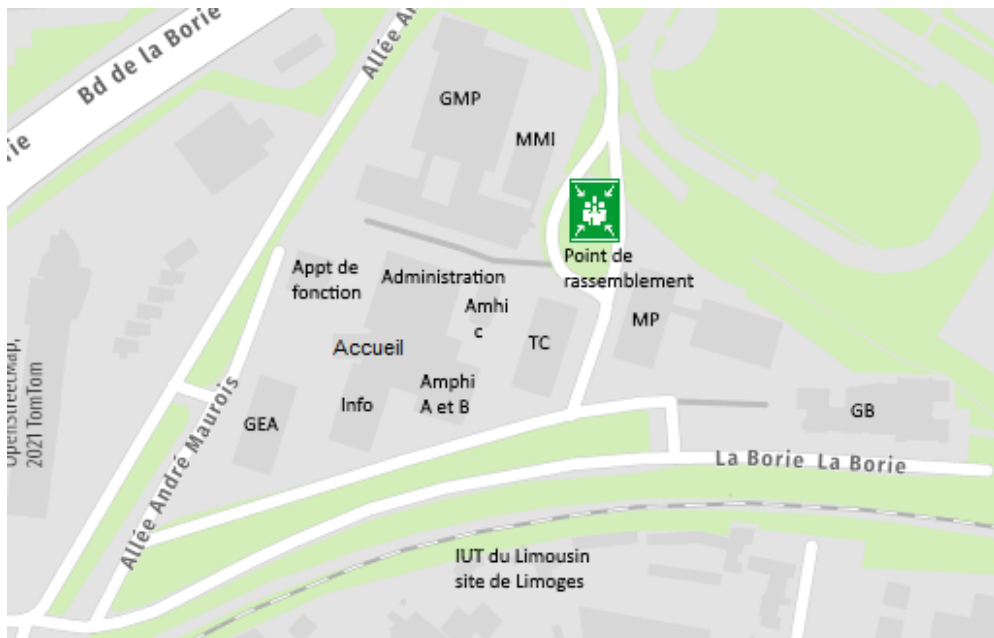 Bd de la Borie
Allée An
rie
GMP
MMI
Point de
rassemblement
Appt de
fonction
Administration
Amhi
c
TC
MP
Accueil
Amphi
A et B
Info
GEA
GB
OpenStreetMap,
2021 TomTom
Allée André Maurois
La Borie La Borie
IUT du Limousin
site de Limoges